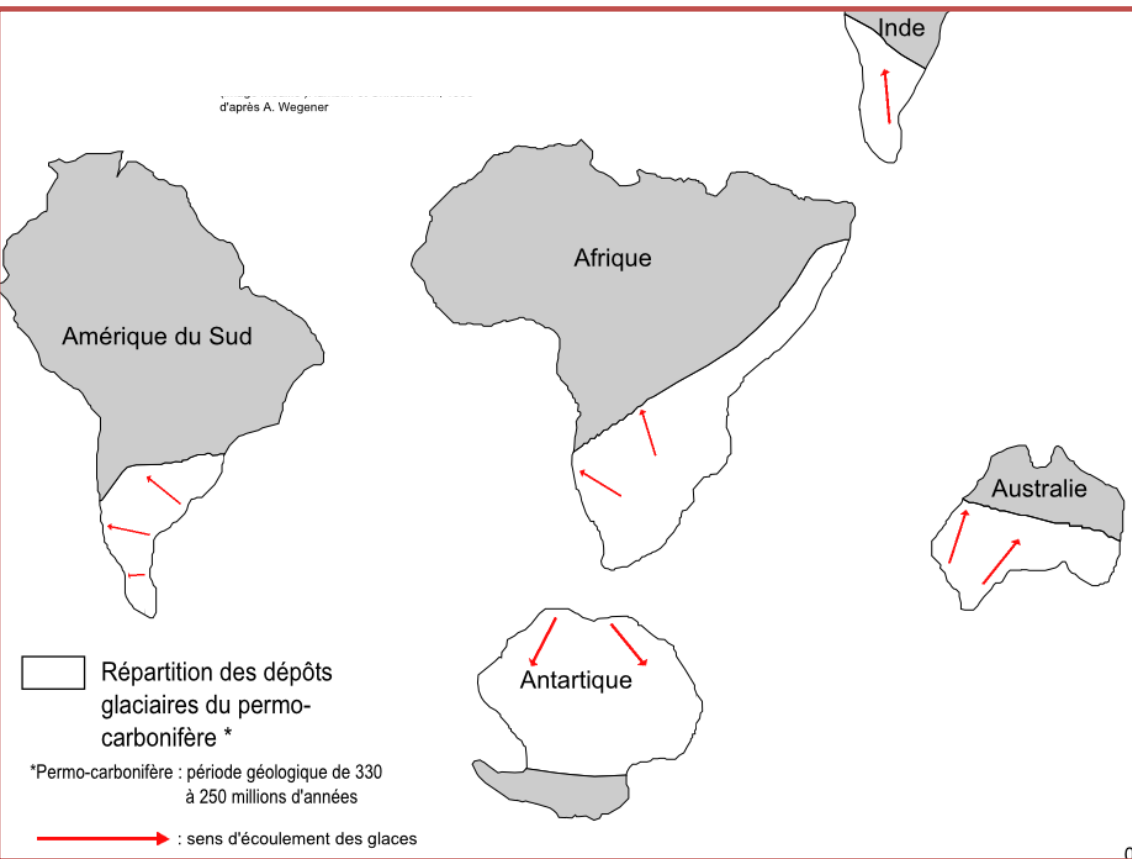 Inde
d'après A. Wegener
Afrique
Amérique du Sud
Australie
Antartique
Répartition des dépôts
glaciaires du permo-
carbonifère *
*Permo-carbonifère : période géologique de 330
à 250 millions d'années
: sens d'écoulement des glaces